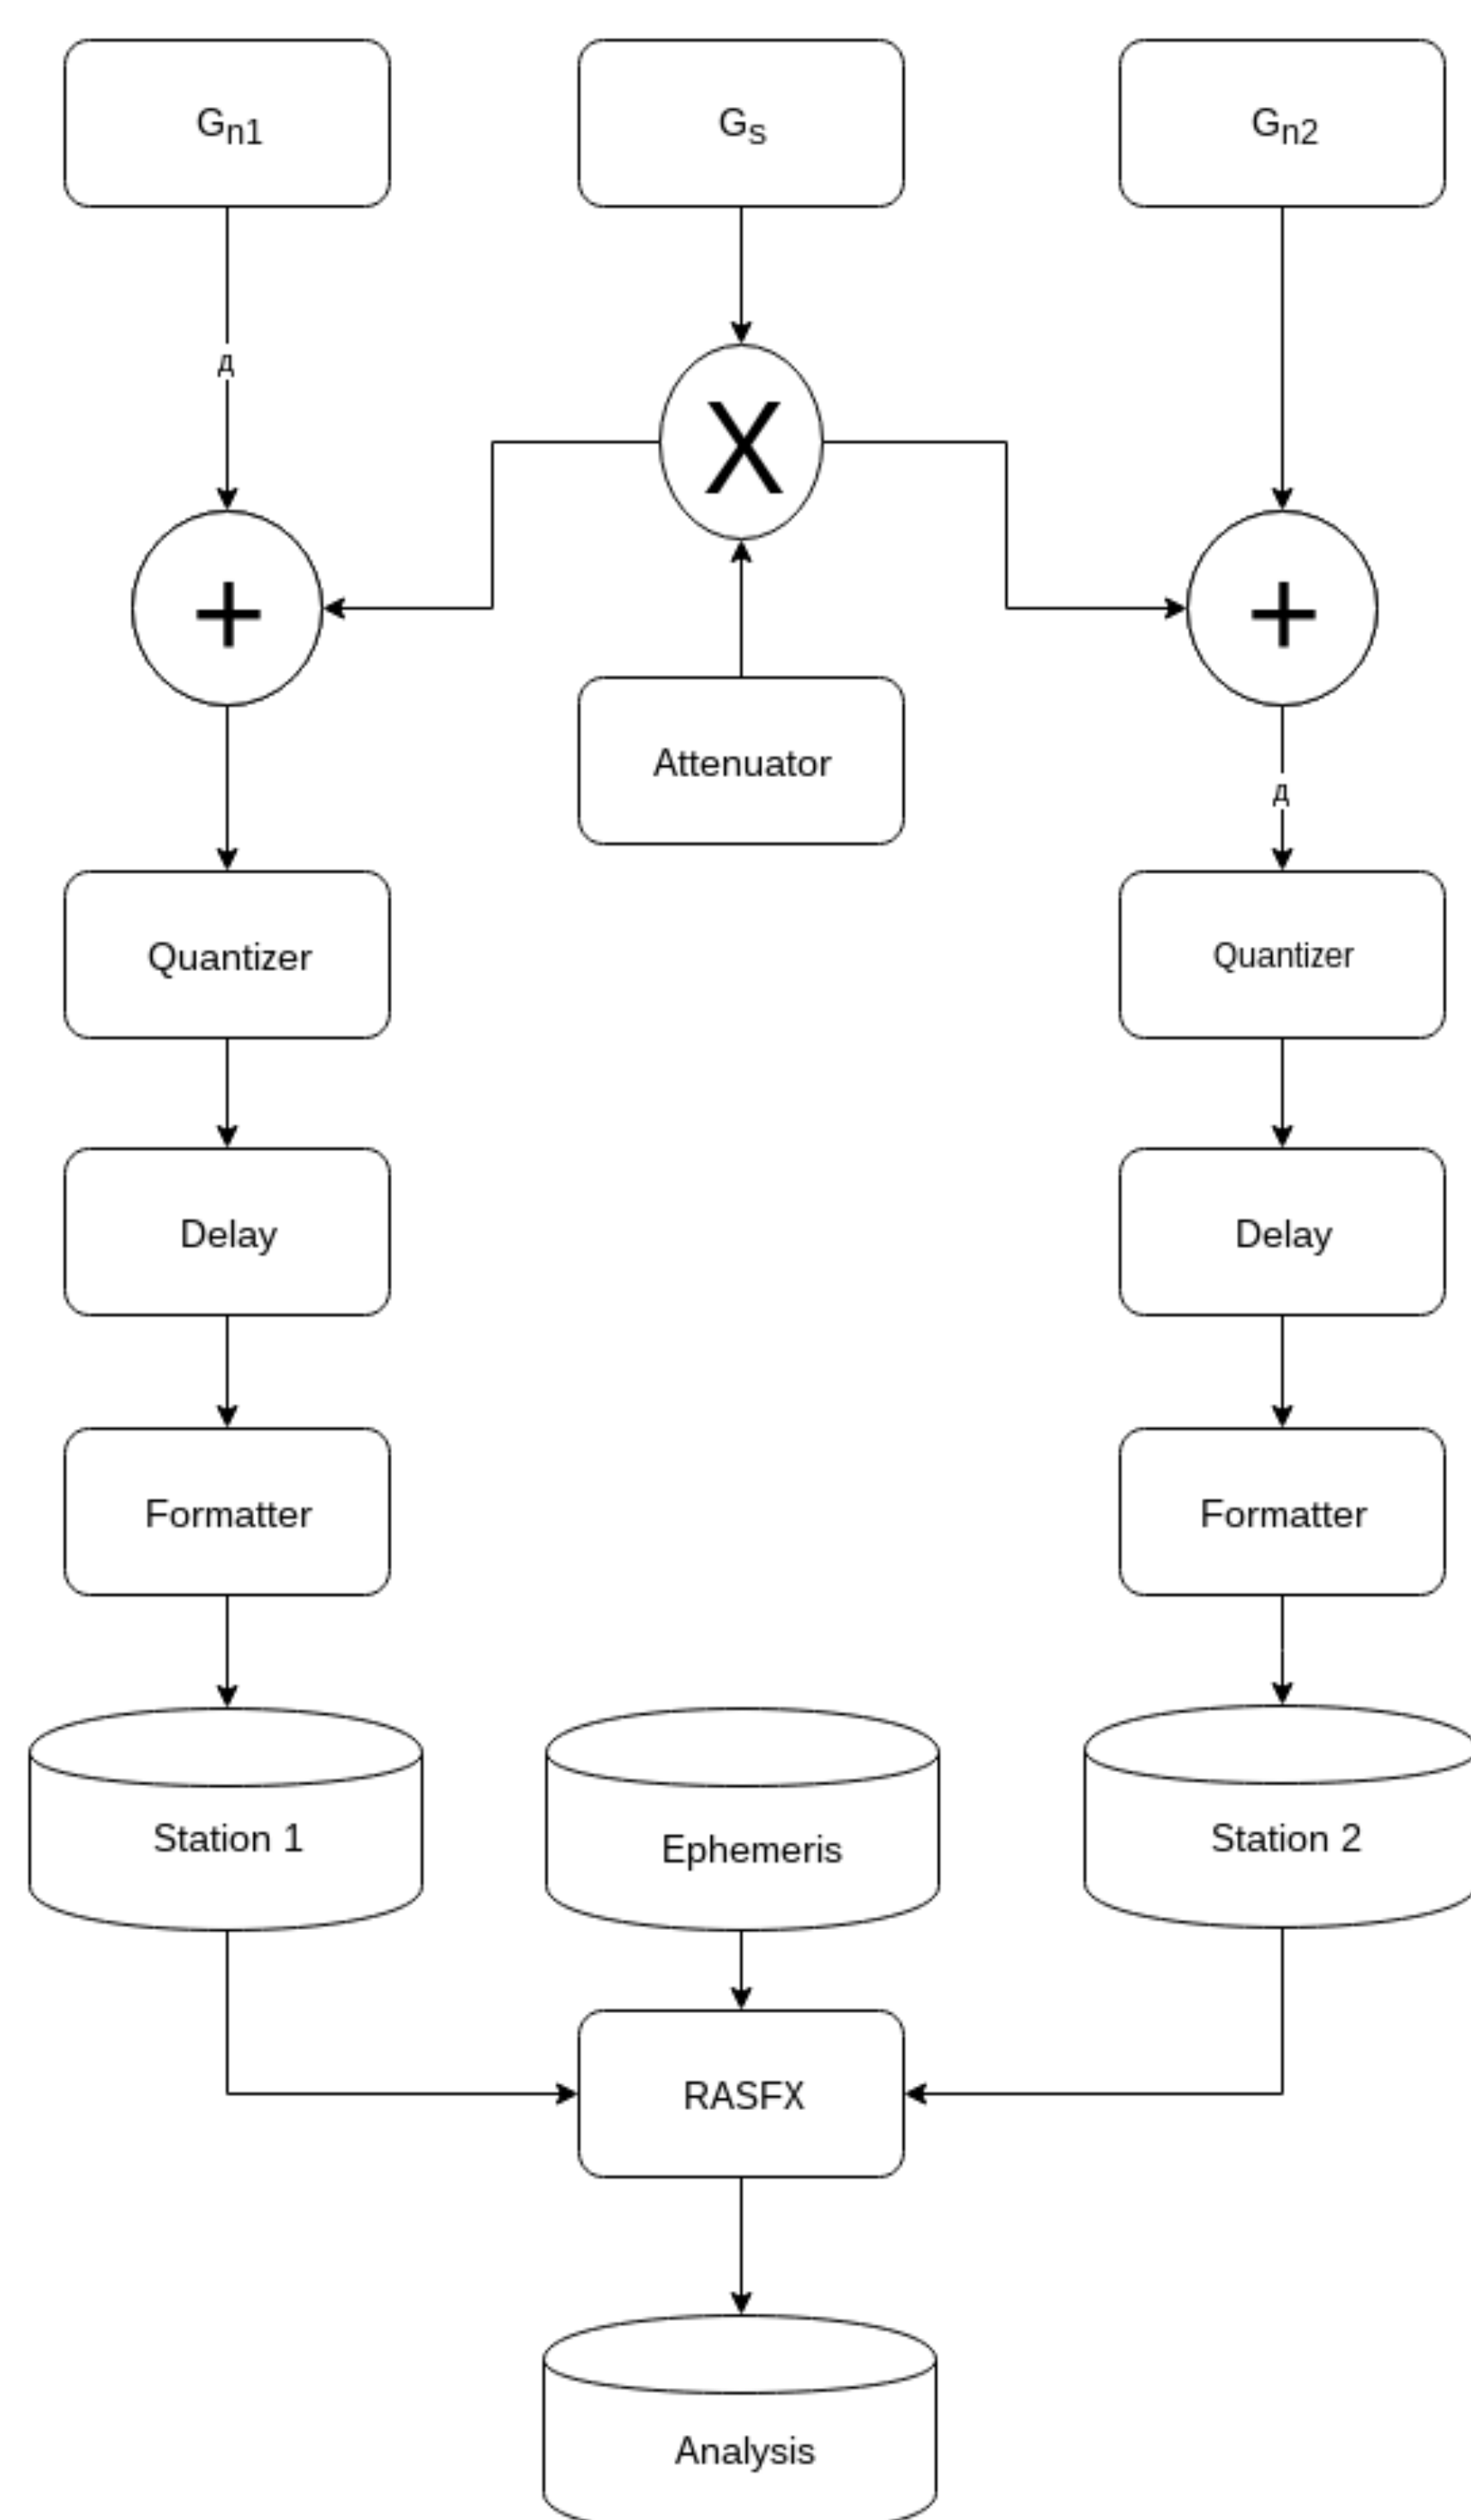 Gn1
Gs
Gn2
д
X
+
+
Attenuator
д
Quantizer
Quantizer
Delay
Delay
Formatter
Formatter
Station 1
Ephemeris
Station 2
RASFX
Analysis